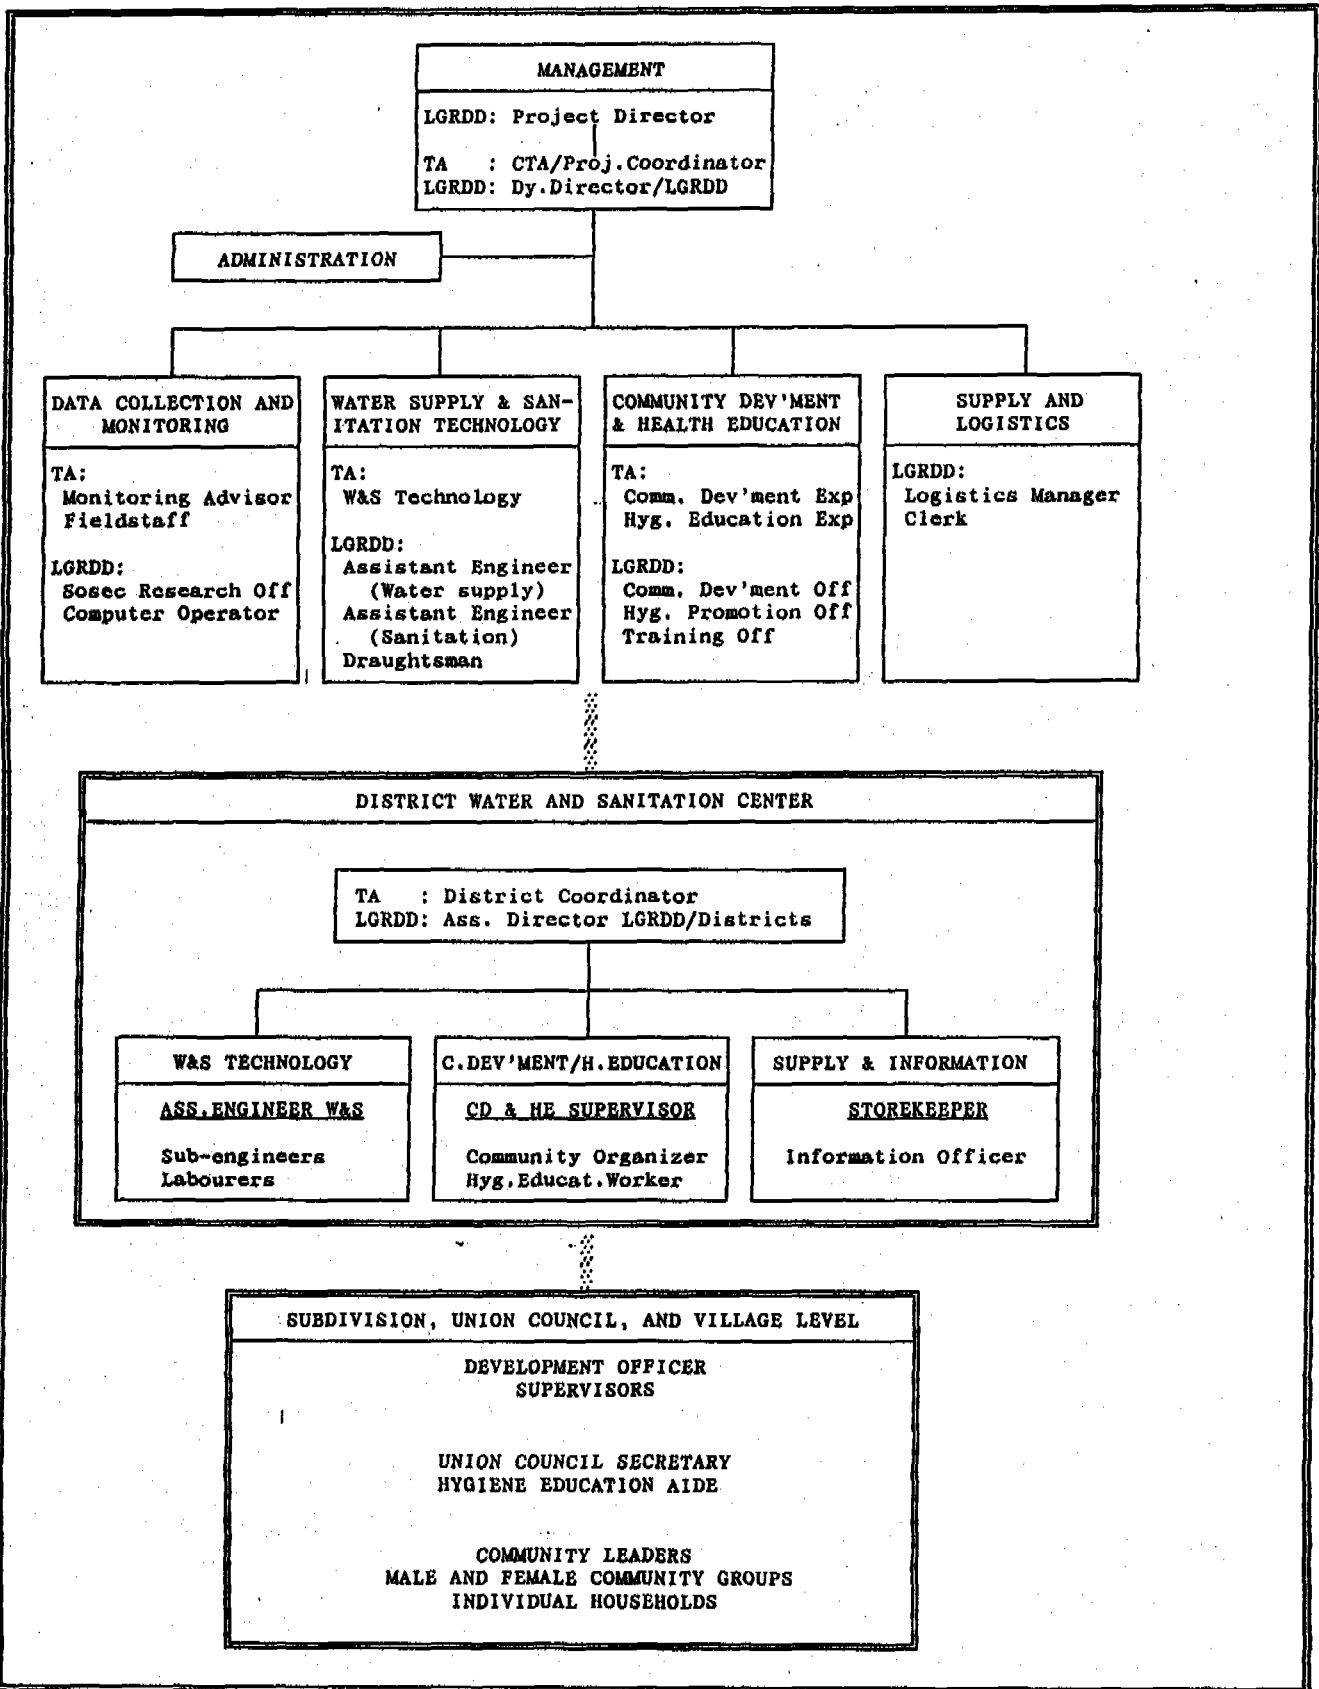 MANAGEMENT
LGRDD: Project Director
TA : CTA/Proj.Coordinator
LGRDD: Dy.Director/LGRDD
ADMINISTRATION
DATA COLLECTION AND
MONITORING
TA:
Monitoring Advisor
Fieldstaff
LGRDD:
Sosec Research Off
Computer Operator
WATER SUPPLY & SAN-
ITATION TECHNOLOGY
TA:
W&S Technology
LGRDD:
Assistant Engineer
(Water supply)
Assistant Engineer
(Sanitation)
Draughtsman
COMMUNITY DEV'MENT
& HEALTH EDUCATION
TA:
Comm. Dev'ment Exp
Hyg. Education Exp
LGRDD:
Comm. Dev'ment Off
Hyg. Promotion Off
Training Off
SUPPLY AND
LOGISTICS
LGRDD:
Logistics Manager
Clerk
DISTRICT WATER AND SANITATION CENTER
TA : District Coordinator
LGRDD: Ass. Director LGRDD/Districts
W&S TECHNOLOGY
ASS.ENGINEER W&S
Sub-engineers
Labourers
C.DEV'MENT/H.EDUCATION
CD & HE SUPERVISOR
Community Organizer
Hyg.Educat.Worker
SUPPLY & INFORMATION
STOREKEEPER
Information Officer
SUBDIVISION, UNION COUNCIL, AND VILLAGE LEVEL
DEVELOPMENT OFFICER
SUPERVISORS
UNION COUNCIL SECRETARY
HYGIENE EDUCATION AIDE
COMMUNITY LEADERS
MALE AND FEMALE COMMUNITY GROUPS
INDIVIDUAL HOUSEHOLDS